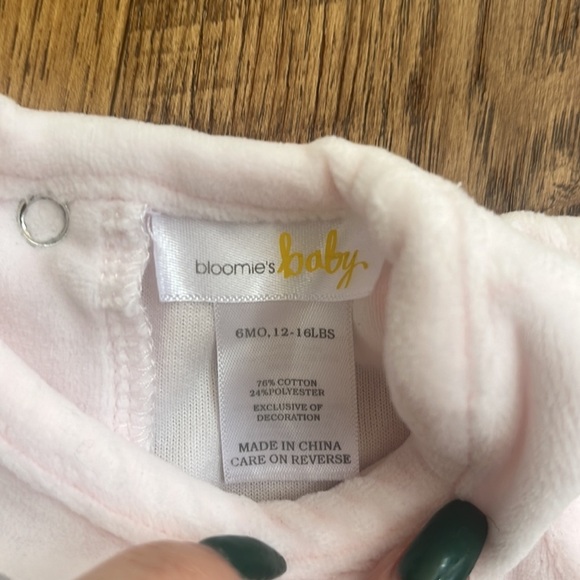 bloomie's baby
6MO, 12-16LBS
76% COTTON
24%POLYESTER
EXCLUSIVE OF
DECORATION
MADE IN CHINA
CARE ON REVERSE